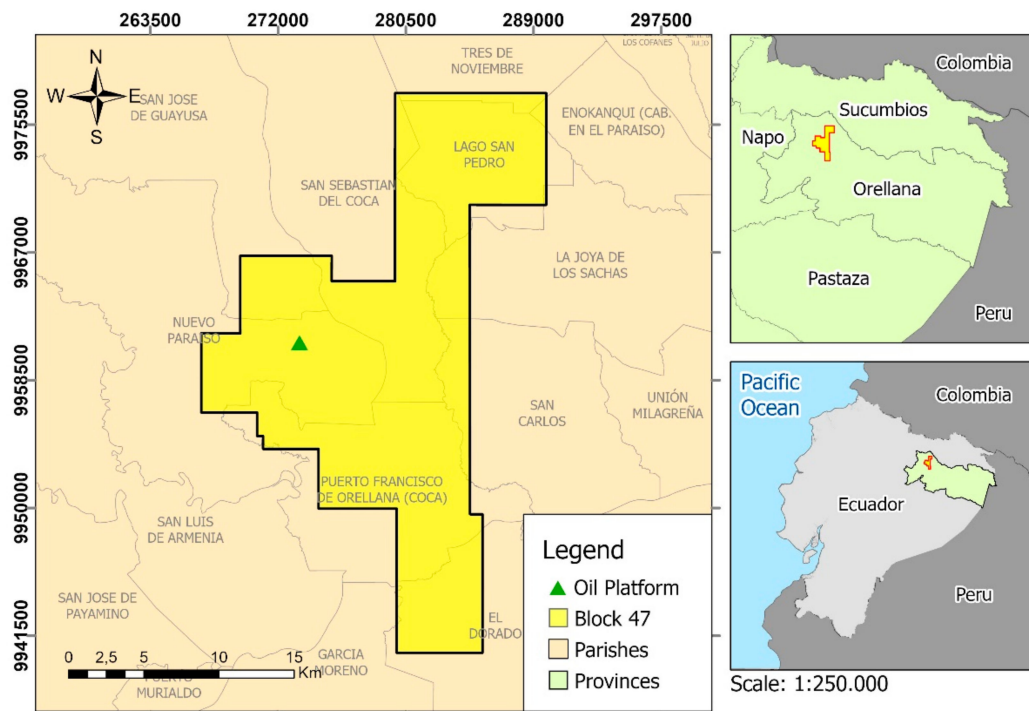 263500
272000
280505
289000
297500
9975500
9967000
9958500
9950000
9941500
N
W
E
S
LOS COFANES
TRES DE
NOVIEMBRE
SAN JOSE
DE GUAYUSA
ENOKANQUI (CAB.
EN EL PARAISO)
LAGO SAN
PEDRO
SAN SEBASTIAN
DEL COCA
LA JOYA DE
LOS SACHAS
NUEVO
PARAISO
SAN
CARLOS
UNIÓN
MILAGREÑA
PUERTO FRANCISCO
DE ORELLANA (COCA)
SAN LUIS
DE ARMENIA
SAN JOSE DE
PAYAMINO
EL
DORADO
GARCIA
MORENO
PUERTO
MURIALDO
0 2,5 5 10 15
Km
Legend
Oil Platform
Block 47
Parishes
Provinces
Colombia
Sucumbios
Napo
Orellana
Pastaza
Peru
Pacific
Ocean
Colombia
Ecuador
Peru
Scale: 1:250.000